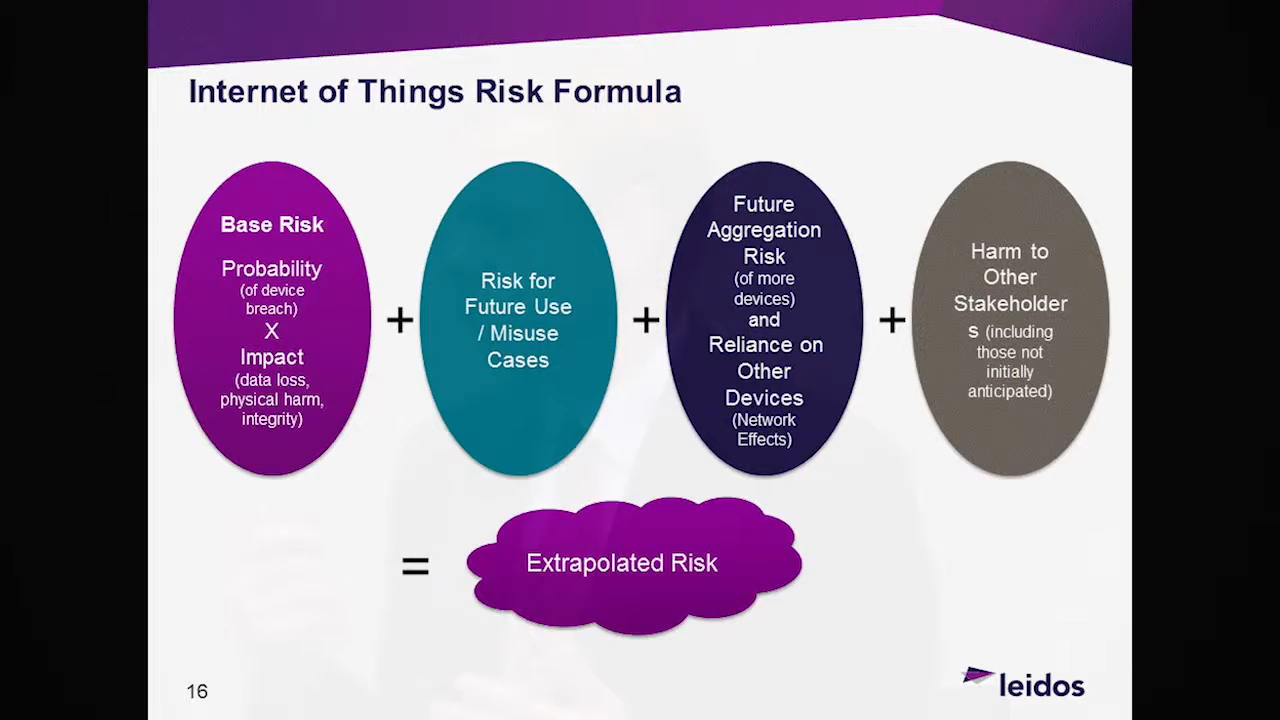 Internet of Things Risk Formula
Base Risk
Probability
(of device
breach)
X
Impact
(data loss,
physical harm,
integrity)
+
Risk for
Future Use
/ Misuse
Cases
+
Future
Aggregation
Risk
(of more
devices)
and
Reliance on
Other
Devices
(Network
Effects)
+
Harm to
Other
Stakeholder
s (including
those not
initially
anticipated)
=
Extrapolated Risk
16
leidos